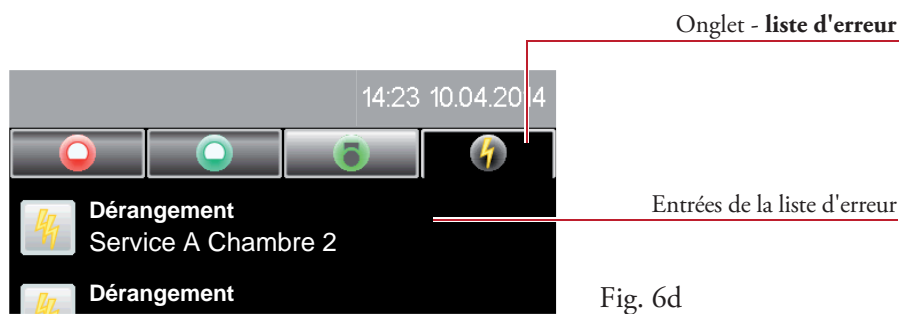 Onglet - liste d'erreur
14:23 10.04.2014
Dérangement
Service A Chambre 2
Entrées de la liste d'erreur
Dérangement
Fig. 6d